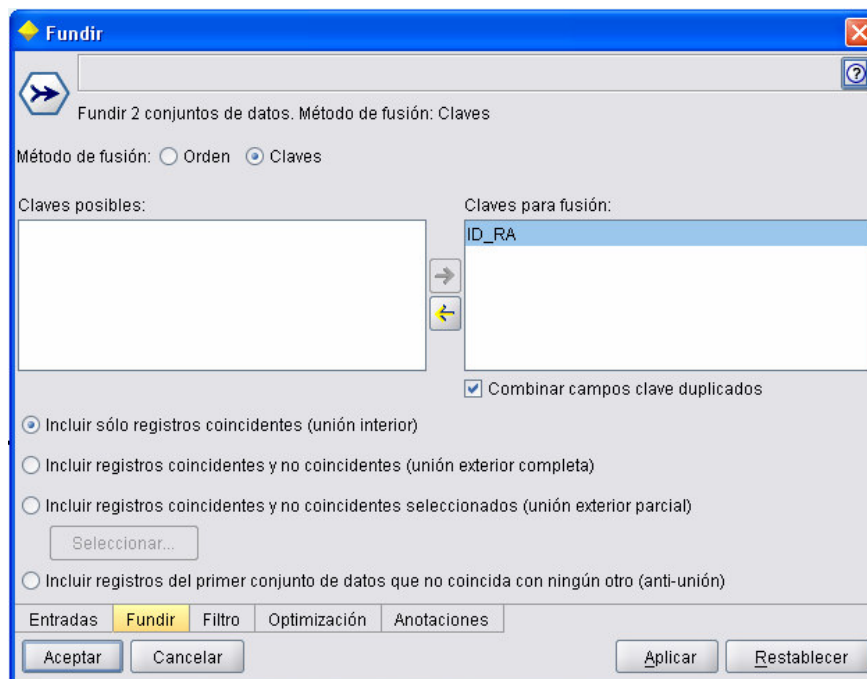 Fundir
Fundir 2 conjuntos de datos. Método de fusión: Claves
Método de fusión: Orden Claves
Claves posibles: Claves para fusión:
ID_RA
Combinar campos clave duplicados
Incluir sólo registros coincidentes (unión interior)
Incluir registros coincidentes y no coincidentes (unión exterior completa)
Incluir registros coincidentes y no coincidentes seleccionados (unión exterior parcial)
Seleccionar...
Incluir registros del primer conjunto de datos que no coincida con ningún otro (anti-unión)
Entradas Fundir Filtro Optimización Anotaciones
Aceptar Cancelar Aplicar Restablecer